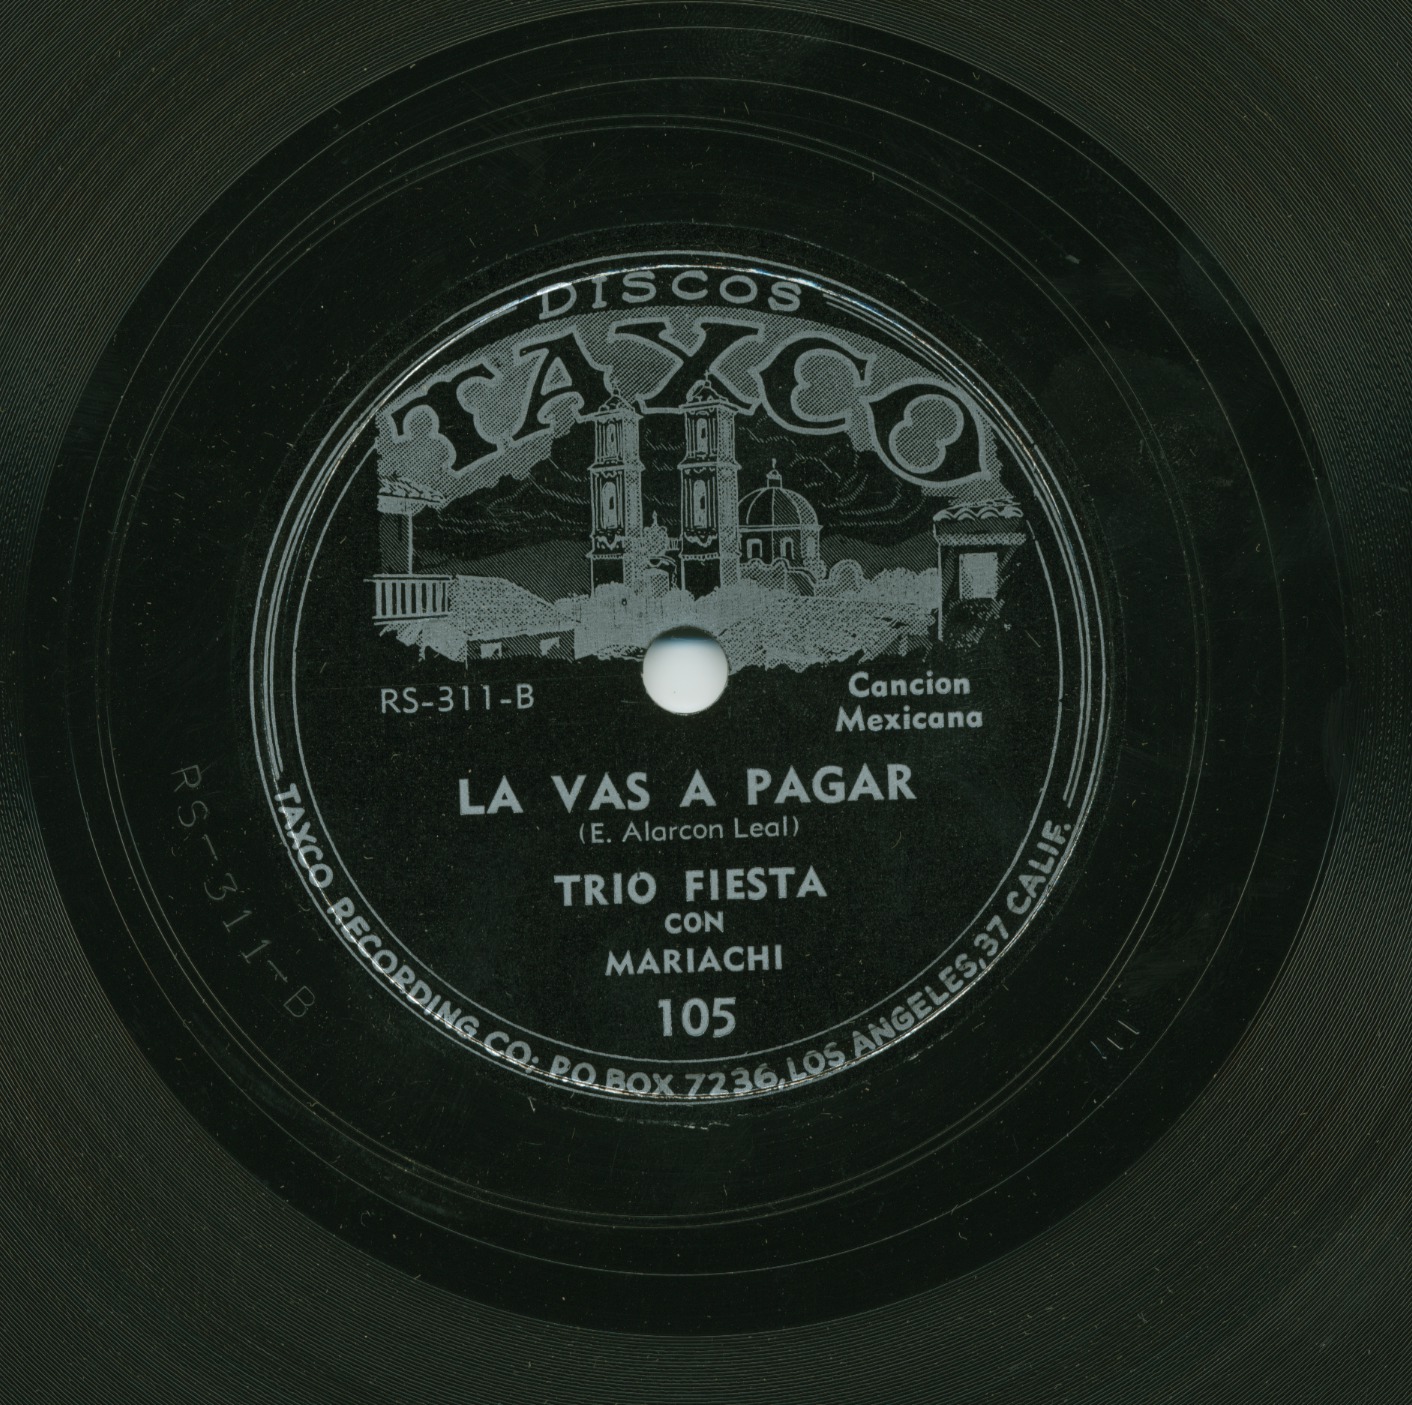 DISCOS
TAXCO
RS-311-B
Cancion
Mexicana
LA VAS A PAGAR
(E. Alarcon Leal)
TRIO FIESTA
CON
MARIACHI
105
TAXCO RECORDING CO; P.O BOX 7236, LOS ANGELES, 37 CALIF.
RS-311-B
III